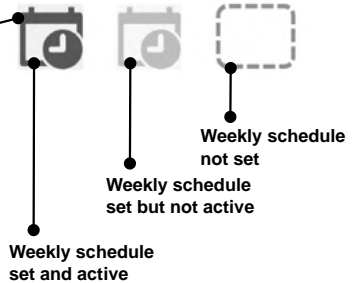 Weekly schedule
not set
Weekly schedule
set but not active
Weekly schedule
set and active